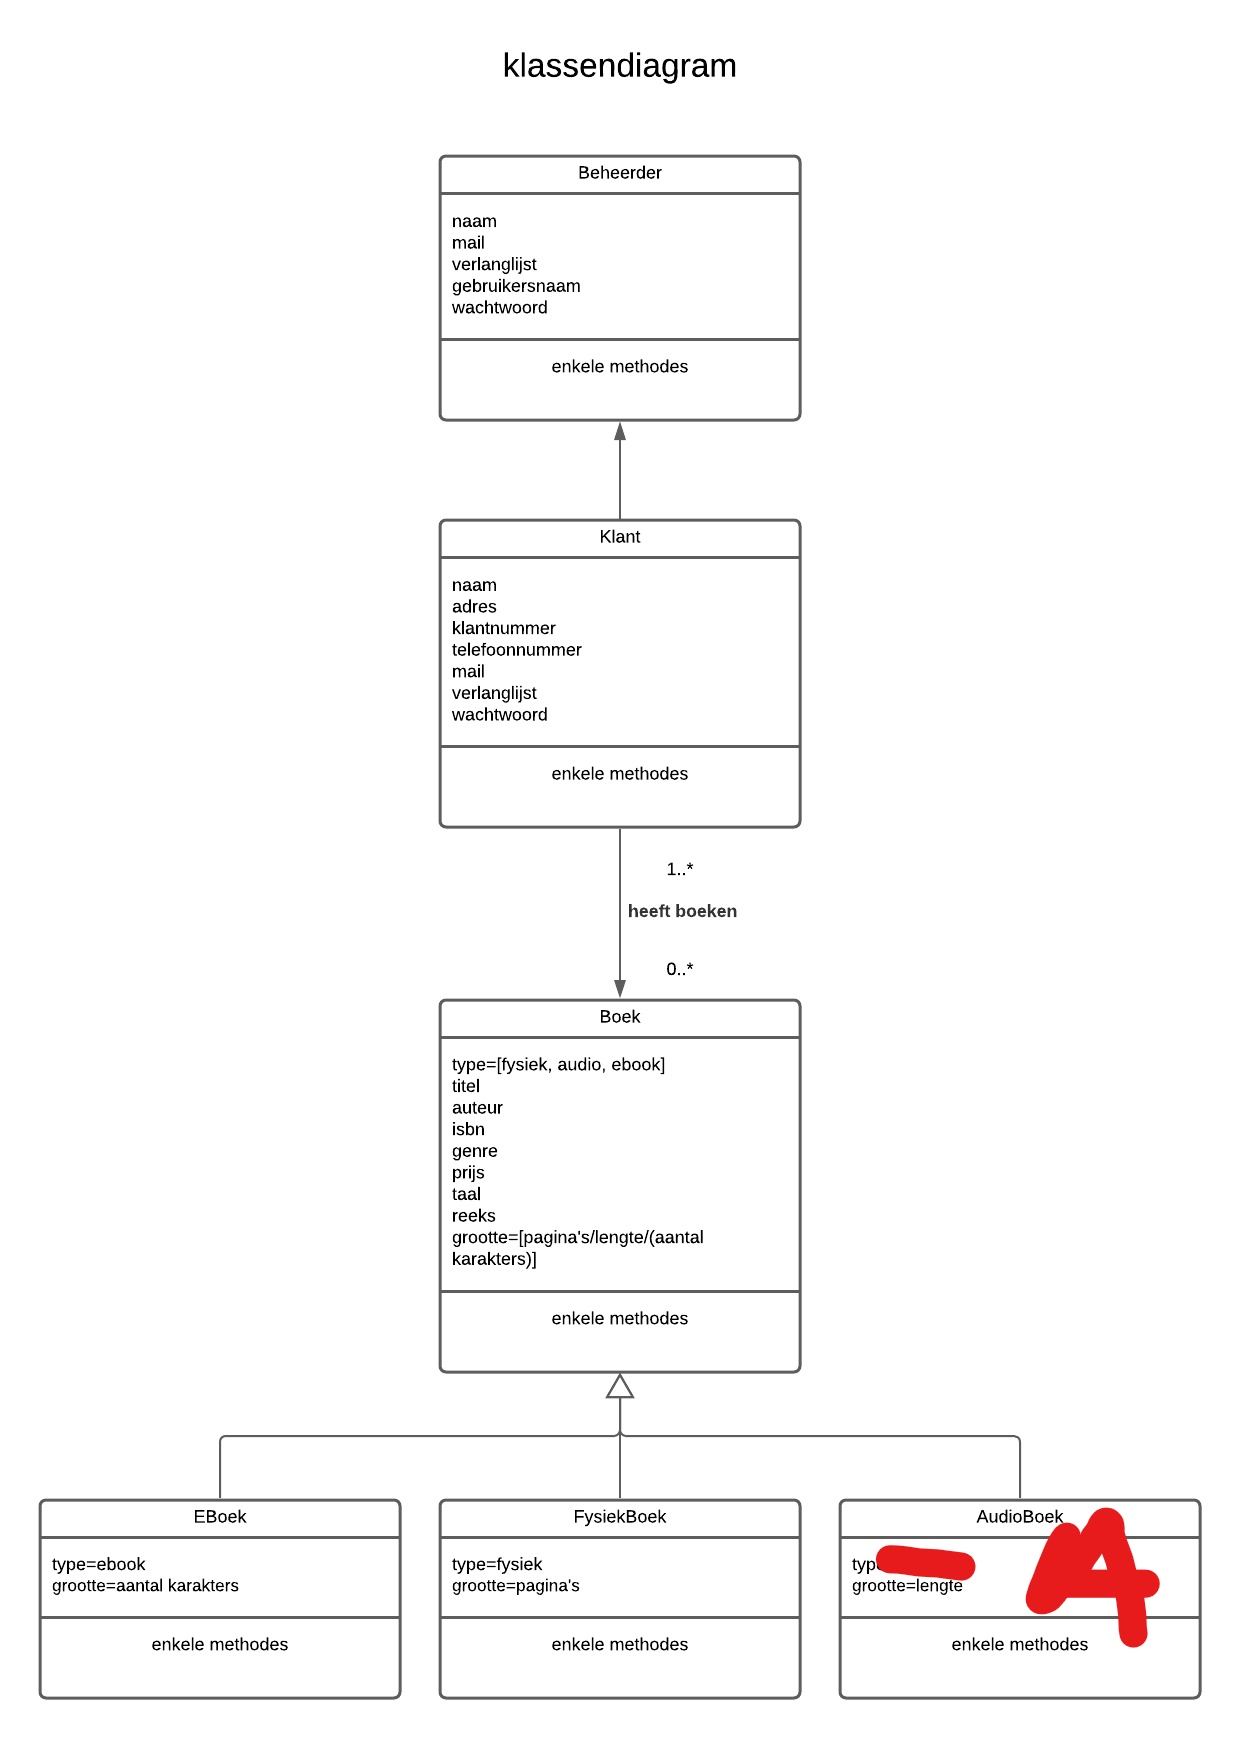 klassendiagram
Beheerder
naam
mail
verlanglijst
gebruikersnaam
wachtwoord
enkele methodes
Klant
naam
adres
klantnummer
telefoonnummer
mail
verlanglijst
wachtwoord
enkele methodes
1..*
heeft boeken
0..*
Boek
type=[fysiek, audio, ebook]
titel
auteur
isbn
genre
prijs
taal
reeks
grootte=[pagina's/lengte/(aantal
karakters)]
enkele methodes
EBoek
type=ebook
grootte=aantal karakters
enkele methodes
FysiekBoek
type=fysiek
grootte=pagina's
enkele methodes
AudioBoek
A
grootte=lengte
enkele methodes